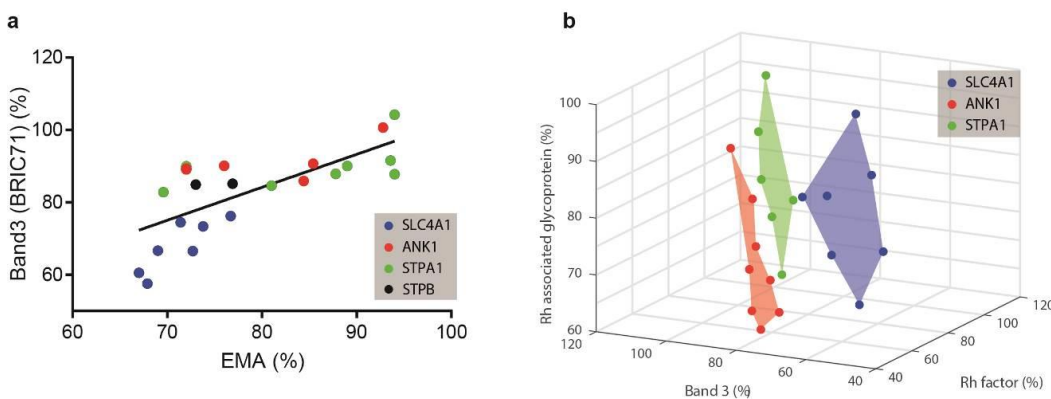 a
Band3 (BRIC71) (%)
120
100
80
60
60 70 80 90 100
EMA (%)
SLC4A1
ANK1
STPA1
STPB
b
Rh associated glycoprotein (%)
100
90
80
70
60
120 100 80 60 40
Band 3 (%)
40 60 80 100 120
Rh factor (%)
SLC4A1
ANK1
STPA1